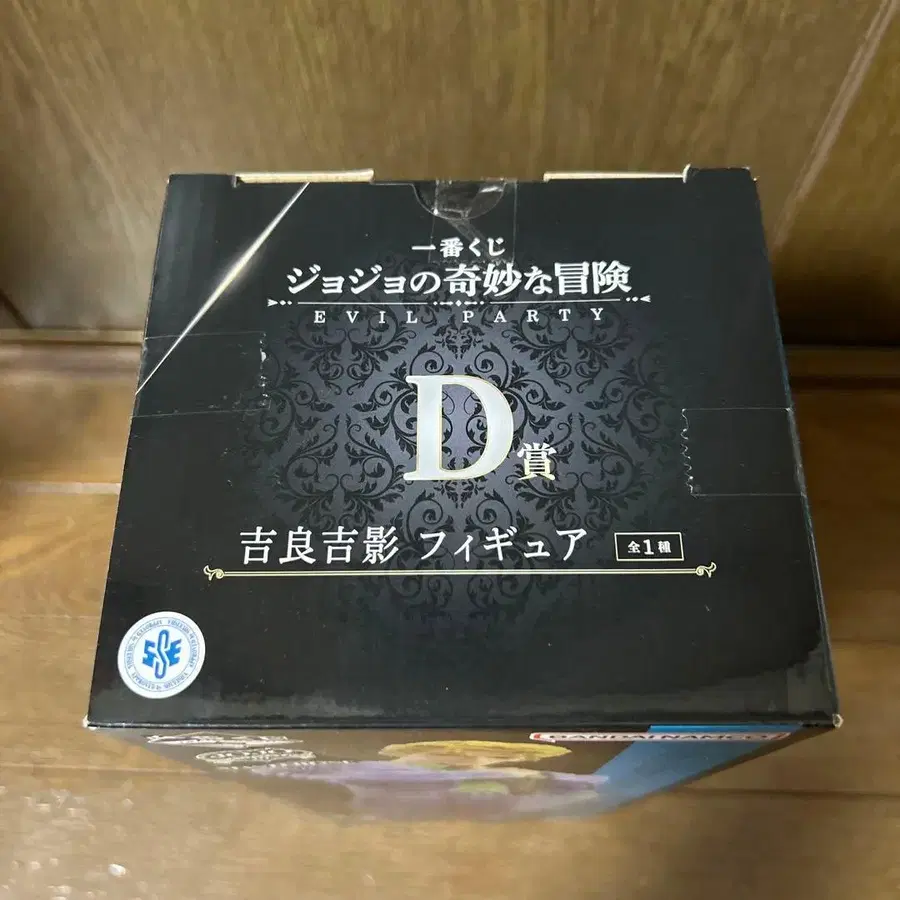 一番くじ
ジョジョの奇妙な冒険
EVIL PARTY
D賞
吉良吉影 フィギュア 全1種
BANDAI NAMCO